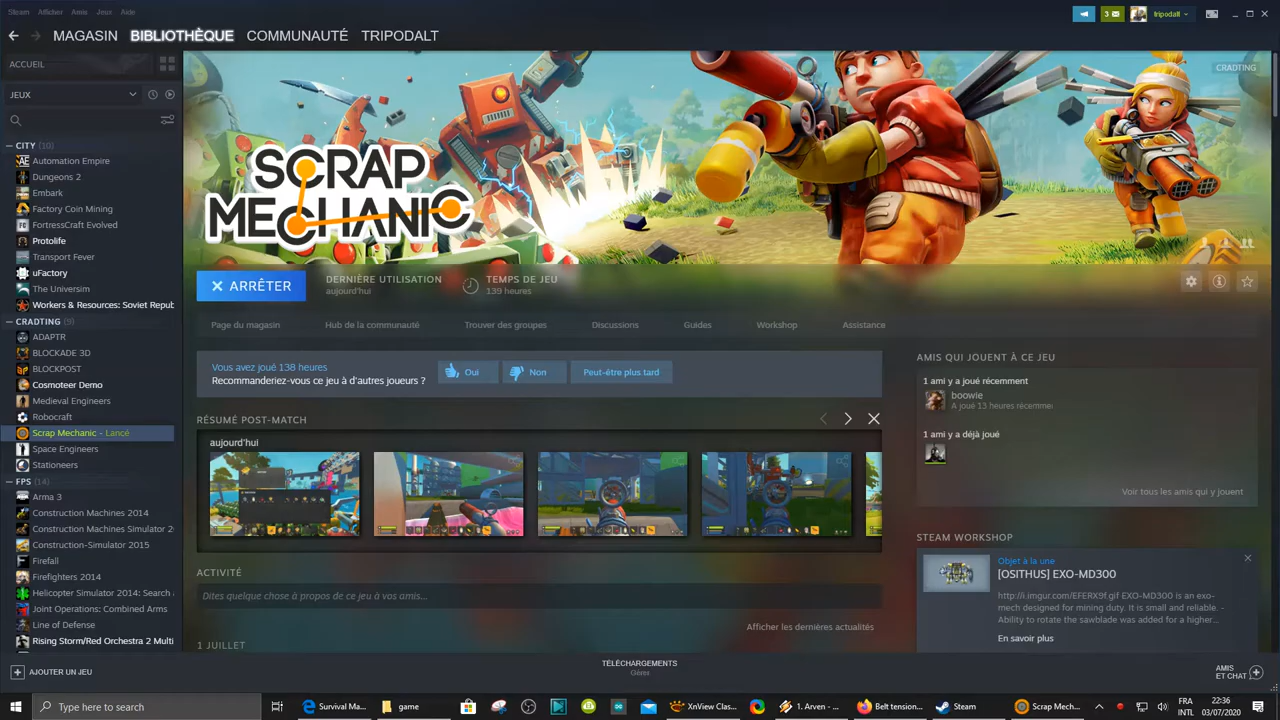 Steam Afficher Amis Jeux Aide
3
tripodalt
MAGASIN BIBLIOTHÈQUE COMMUNAUTÉ TRIPODALT
ACCUEIL
CRADTING
JEUX
CITY (10)
Automation Empire
Dungeons 2
Embark
Factory Coin Mining
FortressCraft Evolved
Protolife
Transport Fever
uFactory
The Universim
Workers & Resources: Soviet Repub
CRADTING (9)
ADAPTR
BLOCKADE 3D
BLOCKPOST
Cosmoteer Demo
Medieval Engineers
Robocraft
Scrap Mechanic - Lancé
Space Engineers
Stationeers
FPS (14)
Arma 3
Construction Machines 2014
Construction Machines Simulator 2
Construction-Simulator 2015
Firefall
Firefighters 2014
Helicopter Simulator 2014: Search
Joint Operations: Combined Arms
Line of Defense
Rising Storm/Red Orchestra 2 Multi
SCRAP
MECHANIC
ARRÊTER
DERNIÈRE UTILISATION
aujourd'hui
TEMPS DE JEU
139 heures
Page du magasin Hub de la communauté Trouver des groupes Discussions Guides Workshop Assistance
Vous avez joué 138 heures
Recommanderiez-vous ce jeu à d'autres joueurs ?
Oui Non Peut-être plus tard
RÉSUMÉ POST-MATCH
aujourd'hui
ACTIVITÉ
Dites quelque chose à propos de ce jeu à vos amis...
Afficher les dernières actualités
1 JUILLET
AMIS QUI JOUENT À CE JEU
1 ami y a joué récemment
boowie
A joué 13 heures récemmei
1 ami y a déjà joué
Voir tous les amis qui y jouent
STEAM WORKSHOP
Objet à la une
[OSITHUS] EXO-MD300
http://i.imgur.com/EFERX9f.gif EXO-MD300 is an exo-
mech designed for mining duty. It is small and reliable. -
Ability to rotate the sawblade was added for a higher...
En savoir plus
AJOUTER UN JEU
TÉLÉCHARGEMENTS
Gérer
AMIS
ET CHAT
Type here to search
Survival Ma...
game
XnView Clas...
1. Arven - ...
Belt tension...
Steam
Scrap Mech...
FRA
INTL
22:36
03/07/2020